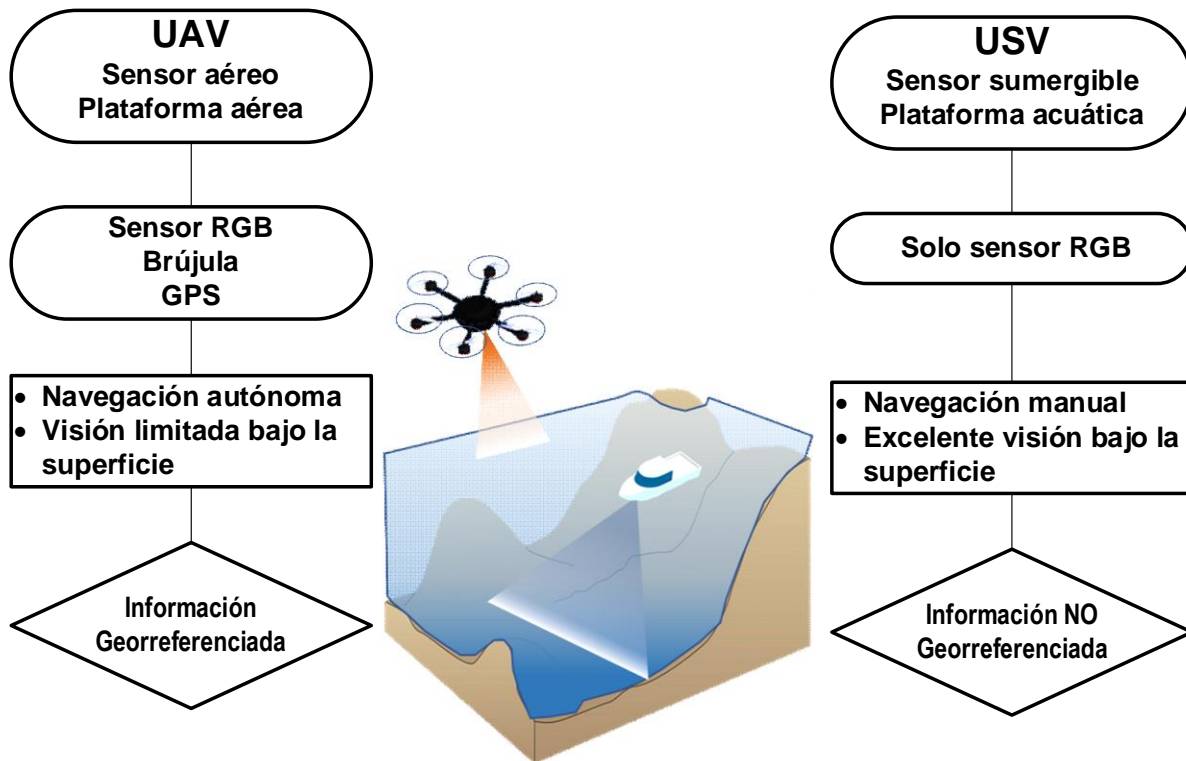 UAV
Sensor aéreo
Plataforma aérea
Sensor RGB
Brújula
GPS
• Navegación autónoma
• Visión limitada bajo la
superficie
Información
Georreferenciada
USV
Sensor sumergible
Plataforma acuática
Solo sensor RGB
• Navegación manual
• Excelente visión bajo la
superficie
Información NO
Georreferenciada